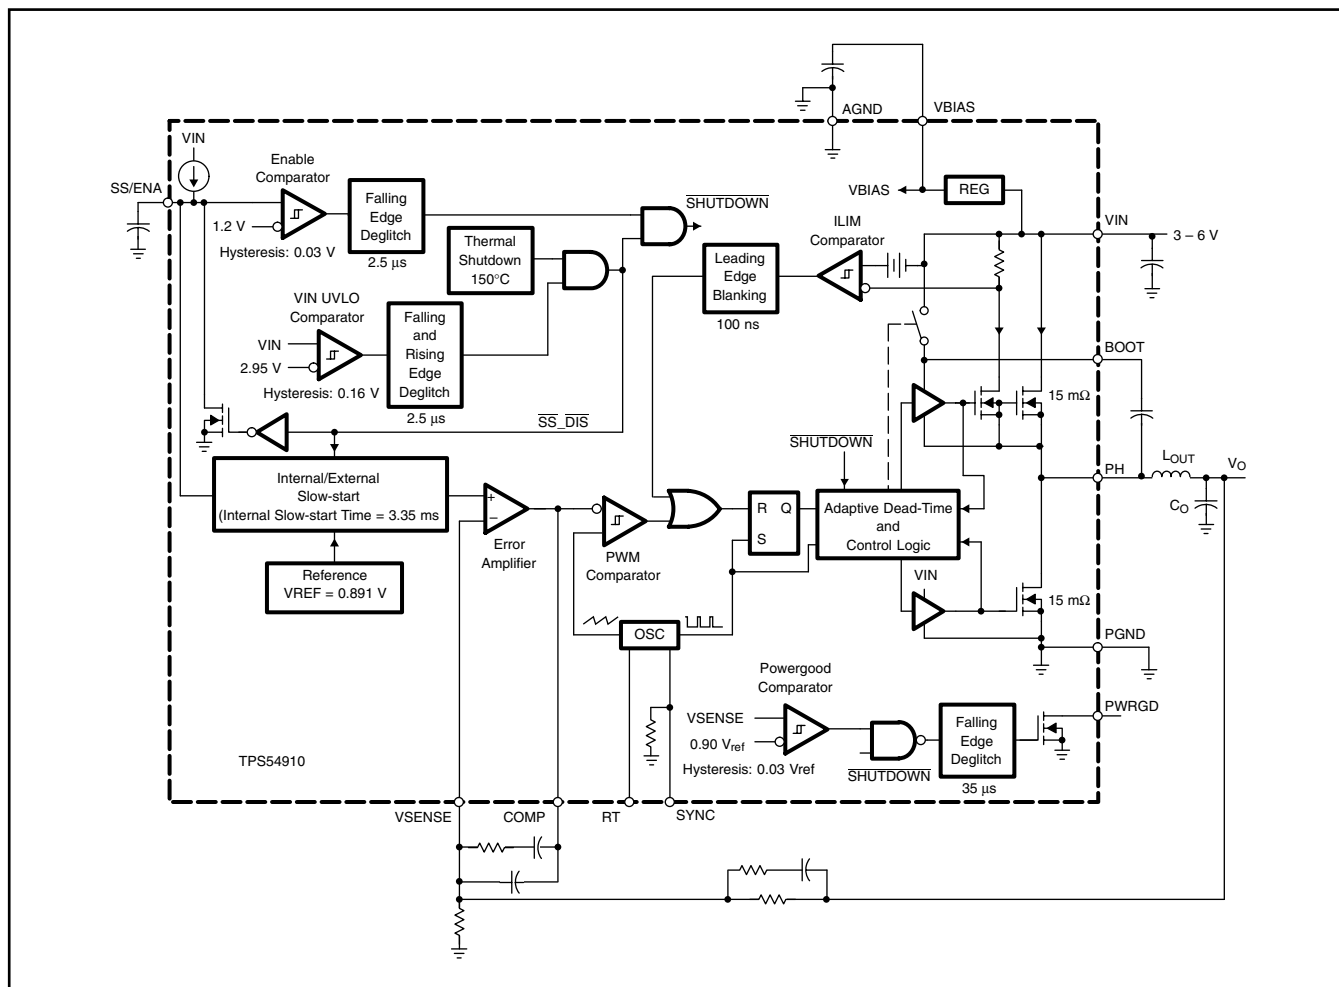 AGND
VBIAS
VIN
SS/ENA
Enable
Comparator
1.2 V
Hysteresis: 0.03 V
Falling
Edge
Deglitch
2.5 µs
SHUTDOWN
VBIAS
REG
VIN
3 – 6 V
Thermal
Shutdown
150°C
ILIM
Comparator
Leading
Edge
Blanking
100 ns
VIN UVLO
Comparator
VIN
2.95 V
Hysteresis: 0.16 V
Falling
and
Rising
Edge
Deglitch
2.5 µs
SS_DIS
BOOT
15 mΩ
SHUTDOWN
PH
LOUT
VO
CO
Internal/External
Slow-start
(Internal Slow-start Time = 3.35 ms
+
−
Error
Amplifier
PWM
Comparator
R Q
S
Adaptive Dead-Time
and
Control Logic
Reference
VREF = 0.891 V
VIN
15 mΩ
OSC
PGND
Powergood
Comparator
VSENSE
0.90 Vref
Hysteresis: 0.03 Vref
SHUTDOWN
Falling
Edge
Deglitch
35 µs
PWRGD
TPS54910
VSENSE
COMP
RT
SYNC